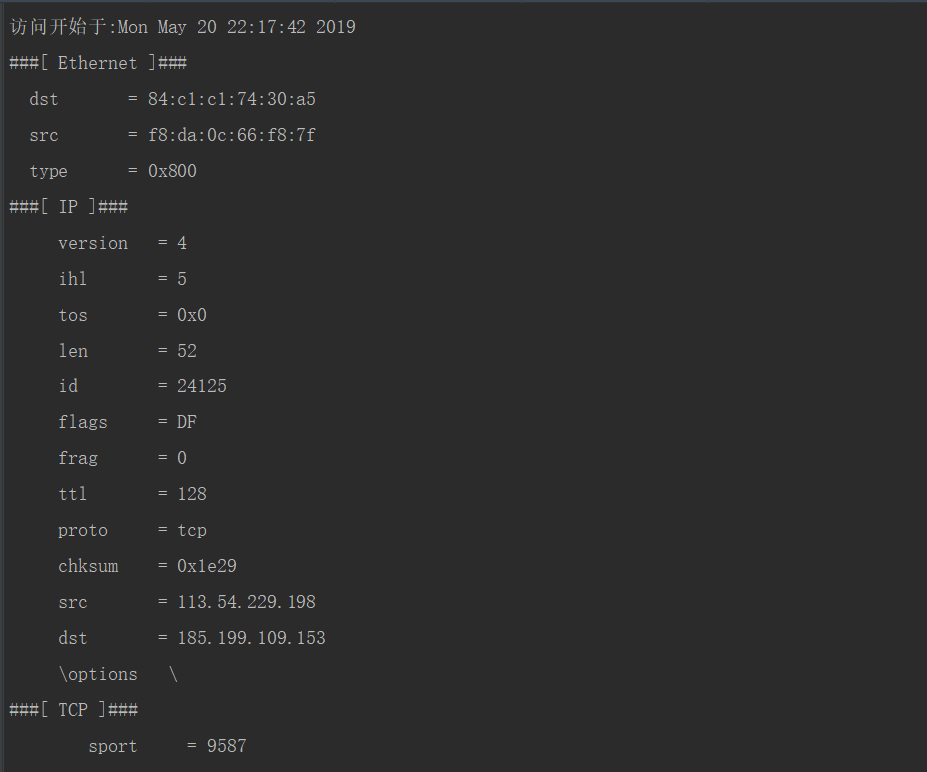 访问开始于:Mon May 20 22:17:42 2019
###[ Ethernet ]###
  dst       = 84:c1:c1:74:30:a5
  src       = f8:da:0c:66:f8:7f
  type      = 0x800
###[ IP ]###
     version   = 4
     ihl       = 5
     tos       = 0x0
     len       = 52
     id        = 24125
     flags     = DF
     frag      = 0
     ttl       = 128
     proto     = tcp
     chksum    = 0x1e29
     src       = 113.54.229.198
     dst       = 185.199.109.153
     \options   \
###[ TCP ]###
        sport     = 9587